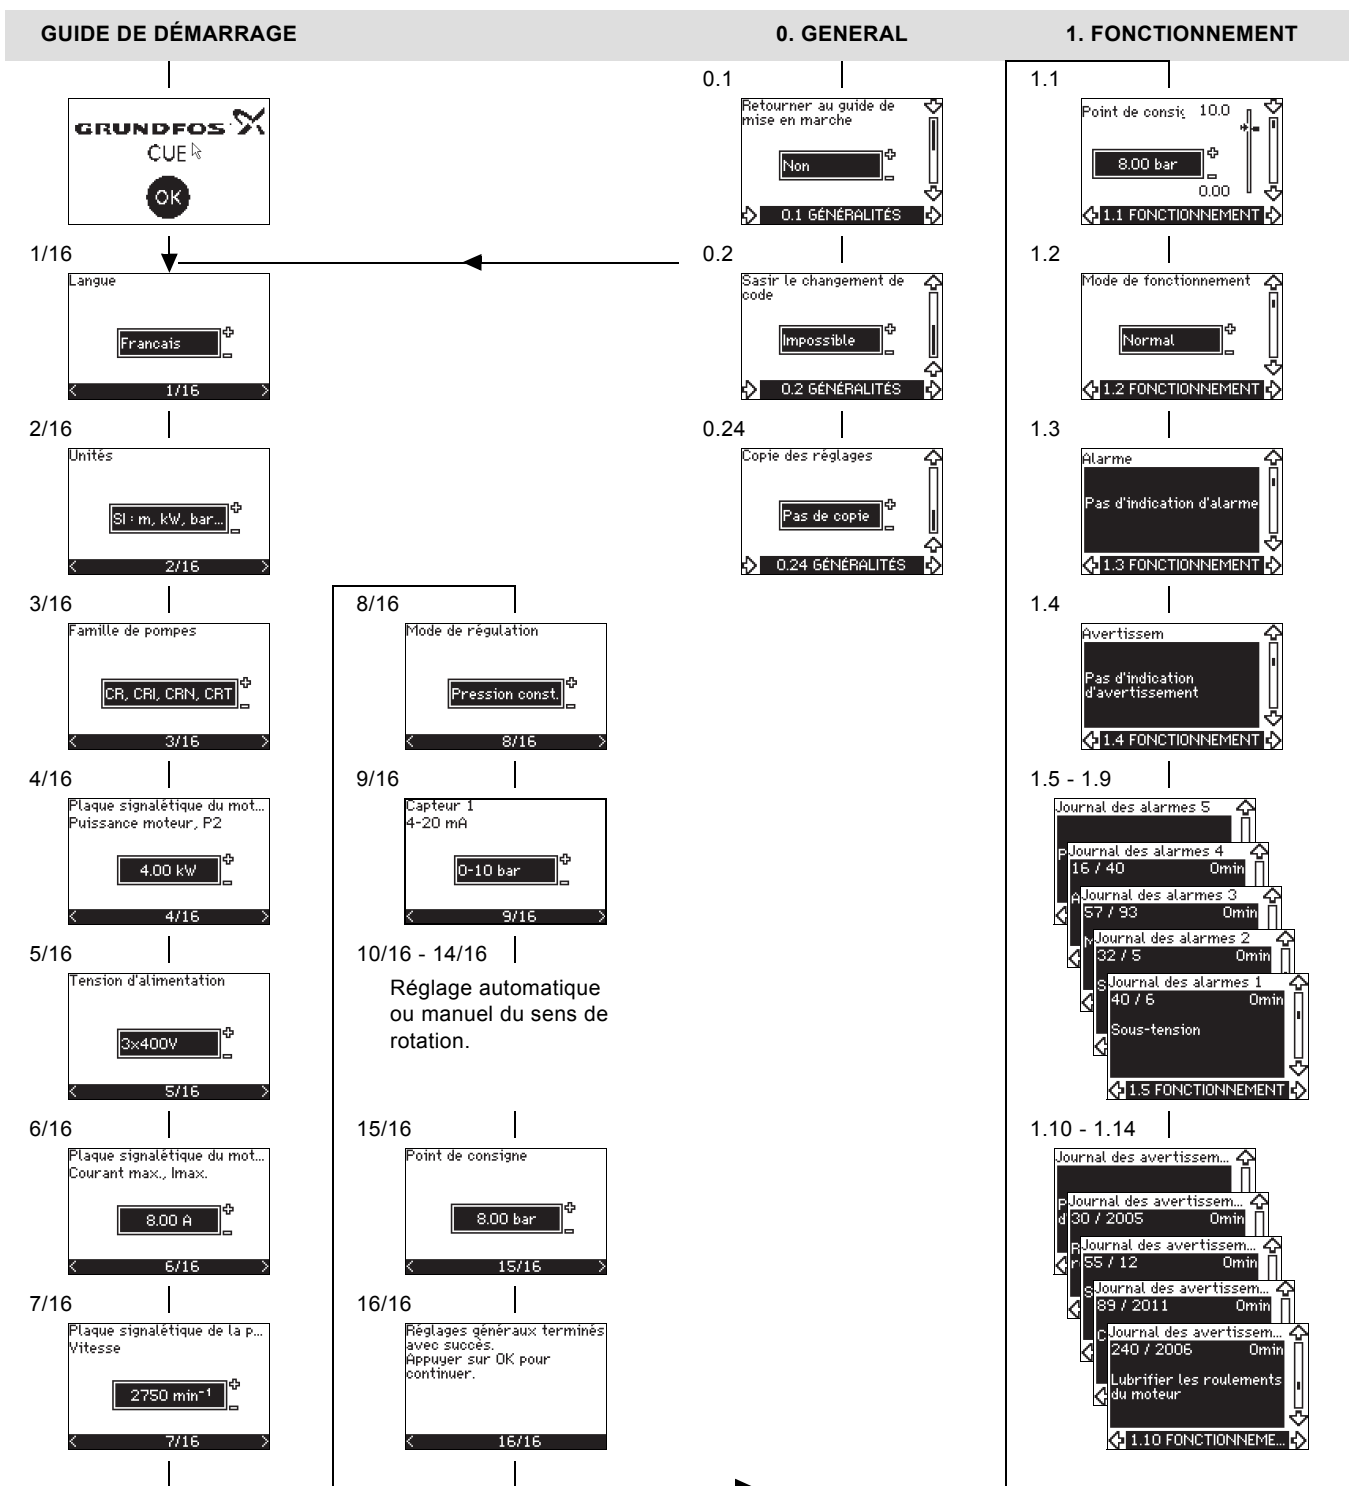 GUIDE DE DÉMARRAGE
0. GENERAL
1. FONCTIONNEMENT
GRUNDFOS
CUE
OK
1/16
Langue
Francais
1/16
2/16
Unités
SI : m, kW, bar...
2/16
3/16
Famille de pompes
CR, CRI, CRN, CRT
3/16
4/16
Plaque signalétique du mot...
Puissance moteur, P2
4.00 kW
4/16
5/16
Tension d'alimentation
3x400V
5/16
6/16
Plaque signalétique du mot...
Courant max., Imax.
8.00 A
6/16
7/16
Plaque signalétique de la p...
Vitesse
2750 min⁻¹
7/16
8/16
Mode de régulation
Pression const.
8/16
9/16
Capteur 1
4-20 mA
0-10 bar
9/16
10/16 - 14/16
Réglage automatique
ou manuel du sens de
rotation.
15/16
Point de consigne
8.00 bar
15/16
16/16
Réglages généraux terminés
avec succès.
Appuyer sur OK pour
continuer.
16/16
0.1
Retourner au guide de
mise en marche
Non
0.1 GÉNÉRALITÉS
0.2
Sasir le changement de
code
Impossible
0.2 GÉNÉRALITÉS
0.24
Copie des réglages
Pas de copie
0.24 GÉNÉRALITÉS
1.1
Point de consig 10.0
8.00 bar
0.00
1.1 FONCTIONNEMENT
1.2
Mode de fonctionnement
Normal
1.2 FONCTIONNEMENT
1.3
Alarme
Pas d'indication d'alarme
1.3 FONCTIONNEMENT
1.4
Avertissem
Pas d'indication
d'avertissement
1.4 FONCTIONNEMENT
1.5 - 1.9
Journal des alarmes 5
P
Journal des alarmes 4
16 / 40 0min
A
Journal des alarmes 3
57 / 93 0min
Journal des alarmes 2
32 / 5 0min
S
Journal des alarmes 1
40 / 6 0min
Sous-tension
1.5 FONCTIONNEMENT
1.10 - 1.14
Journal des avertissem...
P
d
Journal des avertissem...
30 / 2005 0min
R
r
Journal des avertissem...
55 / 12 0min
S
Journal des avertissem...
89 / 2011 0min
C
Journal des avertissem...
240 / 2006 0min
Lubrifier les roulements
du moteur
1.10 FONCTIONNEME...